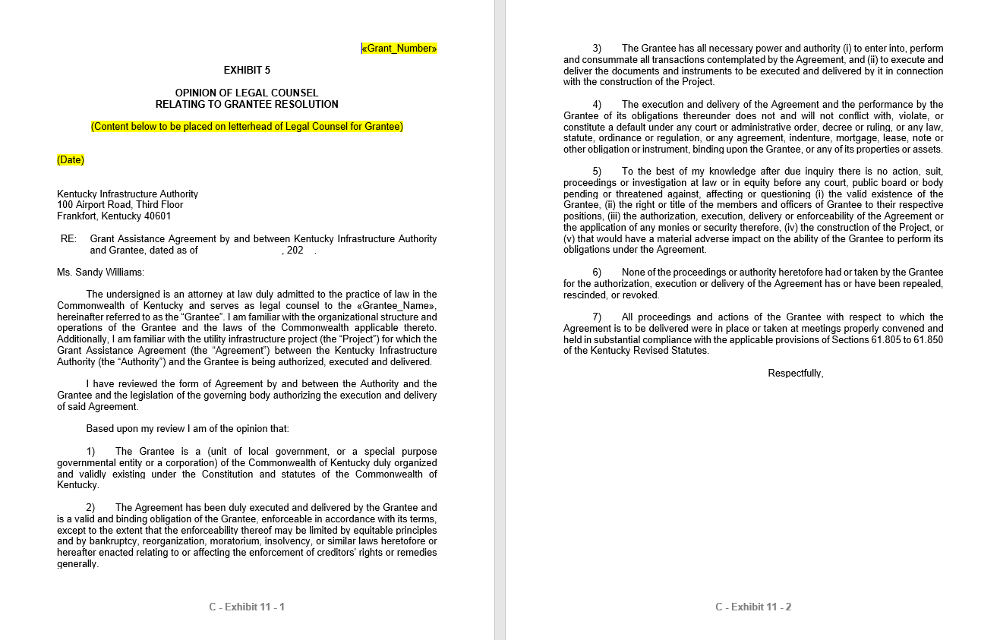 «Grant_Number»
EXHIBIT 5
OPINION OF LEGAL COUNSEL
RELATING TO GRANTEE RESOLUTION
(Content below to be placed on letterhead of Legal Counsel for Grantee)
(Date)
Kentucky Infrastructure Authority
100 Airport Road, Third Floor
Frankfort, Kentucky 40601
RE: Grant Assistance Agreement by and between Kentucky Infrastructure Authority
and Grantee, dated as of , 202 .
Ms. Sandy Williams:
The undersigned is an attorney at law duly admitted to the practice of law in the
Commonwealth of Kentucky and serves as legal counsel to the «Grantee_Name»,
hereinafter referred to as the “Grantee”. I am familiar with the organizational structure and
operations of the Grantee and the laws of the Commonwealth applicable thereto.
Additionally, I am familiar with the utility infrastructure project (the “Project”) for which the
Grant Assistance Agreement (the “Agreement”) between the Kentucky Infrastructure
Authority (the “Authority”) and the Grantee is being authorized, executed and delivered.
I have reviewed the form of Agreement by and between the Authority and the
Grantee and the legislation of the governing body authorizing the execution and delivery
of said Agreement.
Based upon my review I am of the opinion that:
1) The Grantee is a (unit of local government, or a special purpose
governmental entity or a corporation) of the Commonwealth of Kentucky duly organized
and validly existing under the Constitution and statutes of the Commonwealth of
Kentucky.
2) The Agreement has been duly executed and delivered by the Grantee and
is a valid and binding obligation of the Grantee, enforceable in accordance with its terms,
except to the extent that the enforceability thereof may be limited by equitable principles
and by bankruptcy, reorganization, moratorium, insolvency, or similar laws heretofore or
hereafter enacted relating to or affecting the enforcement of creditors’ rights or remedies
generally.
C - Exhibit 11 - 1
3) The Grantee has all necessary power and authority (i) to enter into, perform
and consummate all transactions contemplated by the Agreement, and (ii) to execute and
deliver the documents and instruments to be executed and delivered by it in connection
with the construction of the Project.
4) The execution and delivery of the Agreement and the performance by the
Grantee of its obligations thereunder does not and will not conflict with, violate, or
constitute a default under any court or administrative order, decree or ruling, or any law,
statute, ordinance or regulation, or any agreement, indenture, mortgage, lease, note or
other obligation or instrument, binding upon the Grantee, or any of its properties or assets.
5) To the best of my knowledge after due inquiry there is no action, suit,
proceedings or investigation at law or in equity before any court, public board or body
pending or threatened against, affecting or questioning (i) the valid existence of the
Grantee, (ii) the right or title of the members and officers of Grantee to their respective
positions, (iii) the authorization, execution, delivery or enforceability of the Agreement or
the application of any monies or security therefore, (iv) the construction of the Project, or
(v) that would have a material adverse impact on the ability of the Grantee to perform its
obligations under the Agreement.
6) None of the proceedings or authority heretofore had or taken by the Grantee
for the authorization, execution or delivery of the Agreement has or have been repealed,
rescinded, or revoked.
7) All proceedings and actions of the Grantee with respect to which the
Agreement is to be delivered were in place or taken at meetings properly convened and
held in substantial compliance with the applicable provisions of Sections 61.805 to 61.850
of the Kentucky Revised Statutes.
Respectfully,
C - Exhibit 11 - 2